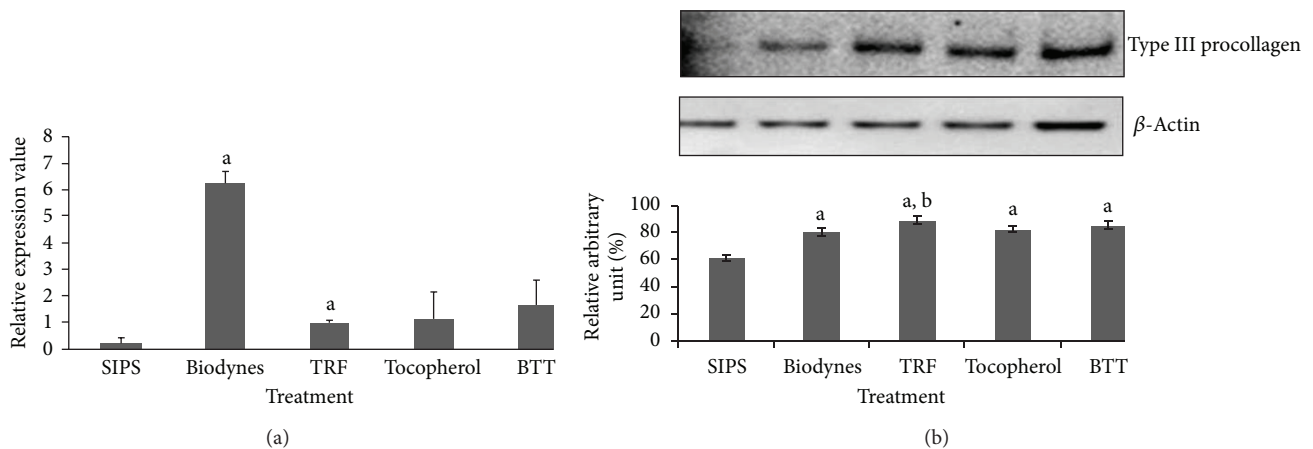 Relative expression value
8
7
6
5
4
3
2
1
0
a
a
SIPS Biodynes TRF Tocopherol BTT
Treatment
(a)
Type III procollagen
β-Actin
Relative arbitrary
unit (%)
100
80
60
40
20
0
a
a, b
a
a
SIPS Biodynes TRF Tocopherol BTT
Treatment
(b)